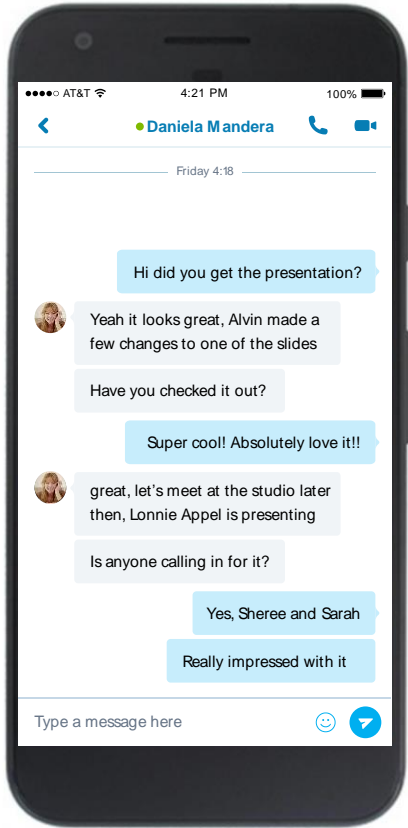 AT&T 4:21 PM 100%
Daniela Mandera
Friday 4:18
Hi did you get the presentation?
Yeah it looks great, Alvin made a
few changes to one of the slides
Have you checked it out?
Super cool! Absolutely love it!!
great, let's meet at the studio later
then, Lonnie Appel is presenting
Is anyone calling in for it?
Yes, Sheree and Sarah
Really impressed with it
Type a message here